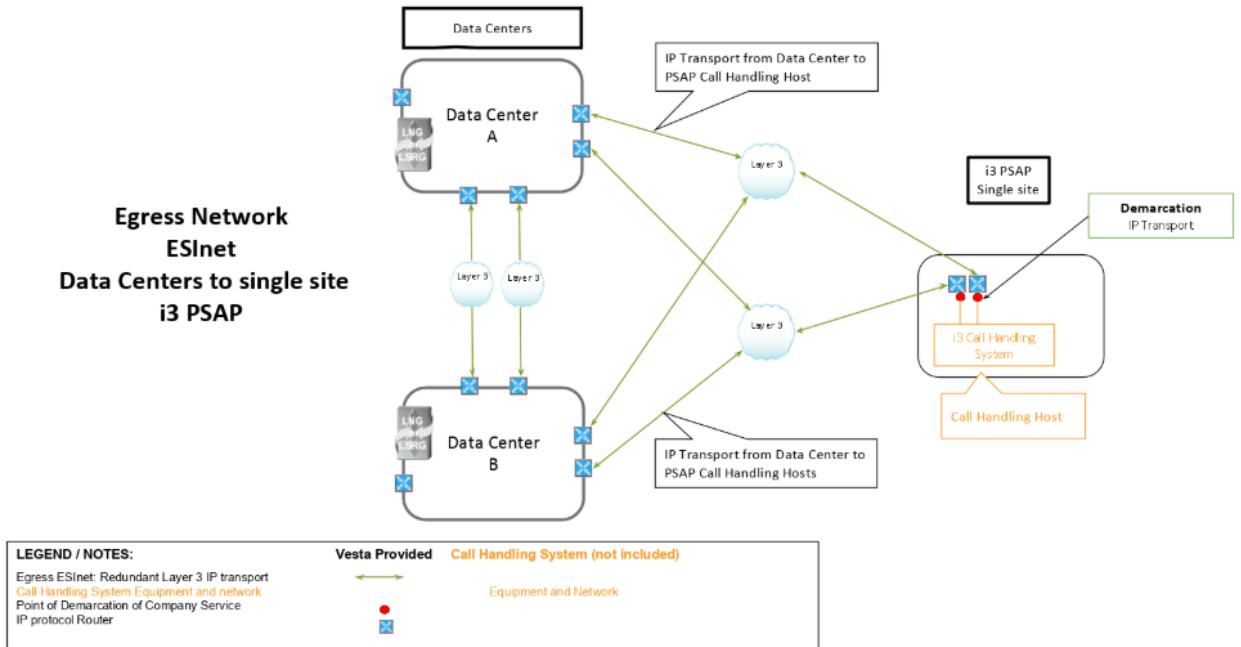 Data Centers
IP Transport from Data Center to
PSAP Call Handling Host
Data Center
A
LNG
LSRG
Layer 3
i3 PSAP
Single site
Demarcation
IP Transport
Egress Network
ESInet
Data Centers to single site
i3 PSAP
Layer 3
Layer 3
Layer 3
i3 Call Handling
System
Call Handling Host
LNG
LSRG
Data Center
B
IP Transport from Data Center to
PSAP Call Handling Hosts
LEGEND / NOTES:
Vesta Provided
Call Handling System (not included)
Egress ESInet: Redundant Layer 3 IP transport
Call Handling System Equipment and network
Equipment and Network
Point of Demarcation of Company Service
IP protocol Router